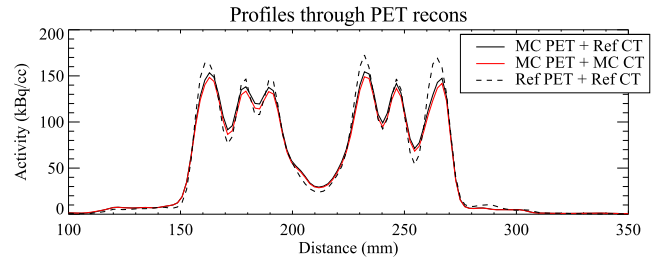 Profiles through PET recons
200
150
100
50
0
Activity (kBq/cc)
MC PET + Ref CT
MC PET + MC CT
Ref PET + Ref CT
100 150 200 250 300 350
Distance (mm)